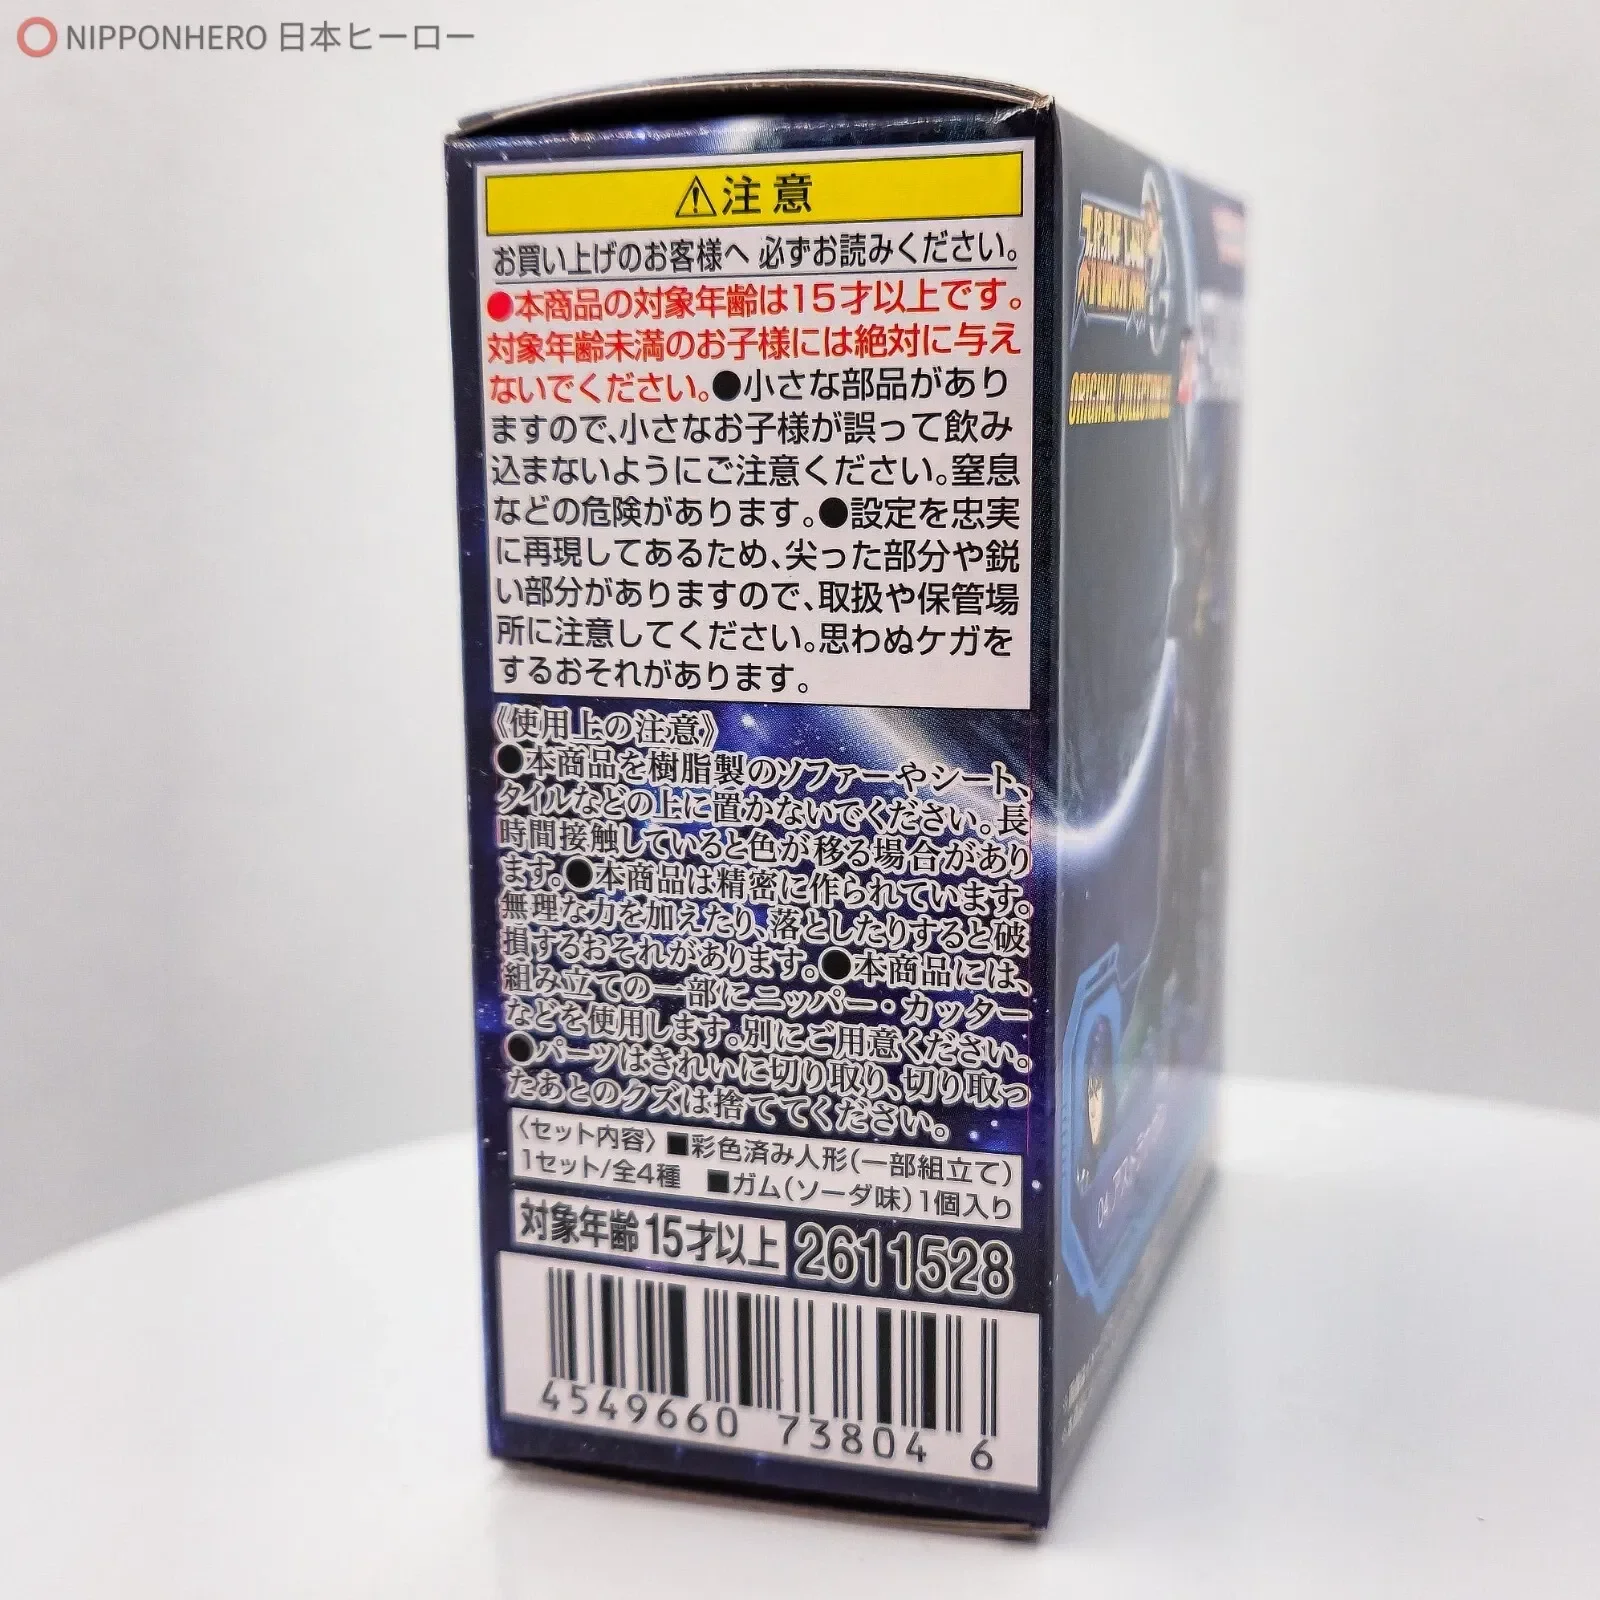 NIPPONHERO 日本ヒーロー
⚠注意
お買い上げのお客様へ 必ずお読みください。
●本商品の対象年齢は15才以上です。
対象年齢未満のお子様には絶対に与え
ないでください。●小さな部品があり
ますので、小さなお子様が誤って飲み
込まないようにご注意ください。窒息
などの危険があります。●設定を忠実
に再現してあるため、尖った部分や鋭
い部分がありますので、取扱や保管場
所に注意してください。思わぬケガを
するおそれがあります。
《使用上の注意》
●本商品を樹脂製のソファーやシート、
タイルなどの上に置かないでください。長
時間接触していると色が移る場合があり
ます。●本商品は精密に作られています。
無理な力を加えたり、落としたりすると破
損するおそれがあります。●本商品には、
組み立ての一部にニッパー・カッター
などを使用します。別にご用意ください。
●パーツはきれいに切り取り、切り取っ
たあとのクズは捨ててください。
〈セット内容〉■彩色済み人形(一部組立て)
1セット/全4種 ■ガム(ソーダ味)1個入り
対象年齢15才以上 2611528
4549660 738046
ORIGINAL COLLECTION